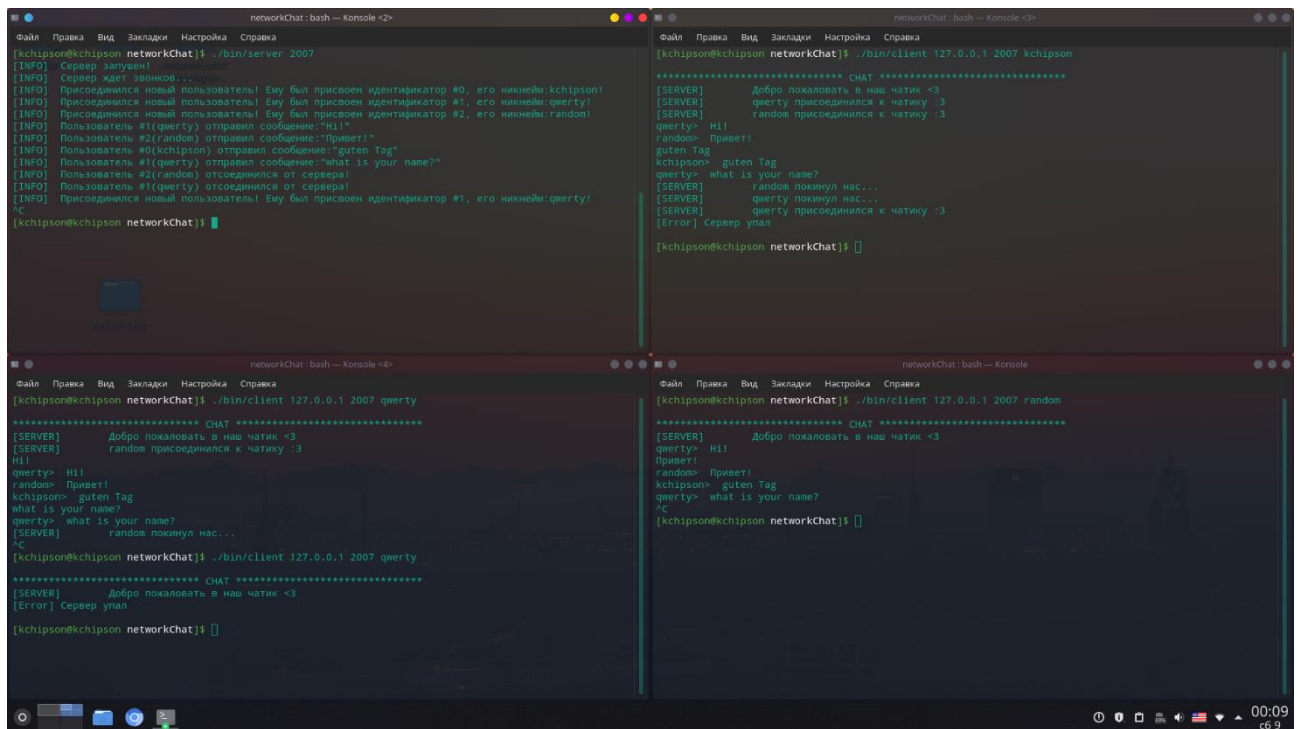 networkChat : bash — Konsole <2>
Файл Правка Вид Закладки Настройка Справка
[kchipson@kchipson networkChat]$ ./bin/server 2007
[INFO] Сервер запушен!
[INFO] Сервер ждет звонков...
[INFO] Присоединился новый пользователь! Ему был присвоен идентификатор #0, его никнейм:kchipson!
[INFO] Присоединился новый пользователь! Ему был присвоен идентификатор #1, его никнейм:qwerty!
[INFO] Присоединился новый пользователь! Ему был присвоен идентификатор #2, его никнейм:random!
[INFO] Пользователь #1(qwerty) отправил сообщение:"Hi!"
[INFO] Пользователь #2(random) отправил сообщение:"Привет!"
[INFO] Пользователь #0(kchipson) отправил сообщение:"guten Tag"
[INFO] Пользователь #1(qwerty) отправил сообщение:"what is your name?"
[INFO] Пользователь #2(random) отсоединился от сервера!
[INFO] Пользователь #1(qwerty) отсоединился от сервера!
[INFO] Присоединился новый пользователь! Ему был присвоен идентификатор #1, его никнейм:qwerty!
^C
[kchipson@kchipson networkChat]$
networkChat : bash — Konsole <3>
Файл Правка Вид Закладки Настройка Справка
[kchipson@kchipson networkChat]$ ./bin/client 127.0.0.1 2007 kchipson
******************************* CHAT *******************************
[SERVER] Добро пожаловать в наш чатик <3
[SERVER] qwerty присоединился к чатику :3
[SERVER] random присоединился к чатику :3
qwerty> Hi!
random> Привет!
guten Tag
kchipson> guten Tag
qwerty> what is your name?
[SERVER] random покинул нас...
[SERVER] qwerty покинул нас...
[SERVER] qwerty присоединился к чатику :3
[Error] Сервер упал
[kchipson@kchipson networkChat]$
networkChat : bash — Konsole <4>
Файл Правка Вид Закладки Настройка Справка
[kchipson@kchipson networkChat]$ ./bin/client 127.0.0.1 2007 qwerty
******************************* CHAT *******************************
[SERVER] Добро пожаловать в наш чатик <3
[SERVER] random присоединился к чатику :3
Hi!
qwerty> Hi!
random> Привет!
kchipson> guten Tag
what is your name?
qwerty> what is your name?
[SERVER] random покинул нас...
^C
[kchipson@kchipson networkChat]$ ./bin/client 127.0.0.1 2007 qwerty
******************************* CHAT *******************************
[SERVER] Добро пожаловать в наш чатик <3
[Error] Сервер упал
[kchipson@kchipson networkChat]$
networkChat : bash — Konsole
Файл Правка Вид Закладки Настройка Справка
[kchipson@kchipson networkChat]$ ./bin/client 127.0.0.1 2007 random
******************************* CHAT *******************************
[SERVER] Добро пожаловать в наш чатик <3
qwerty> Hi!
Привет!
random> Привет!
kchipson> guten Tag
qwerty> what is your name?
^C
[kchipson@kchipson networkChat]$
00:09
сб 9